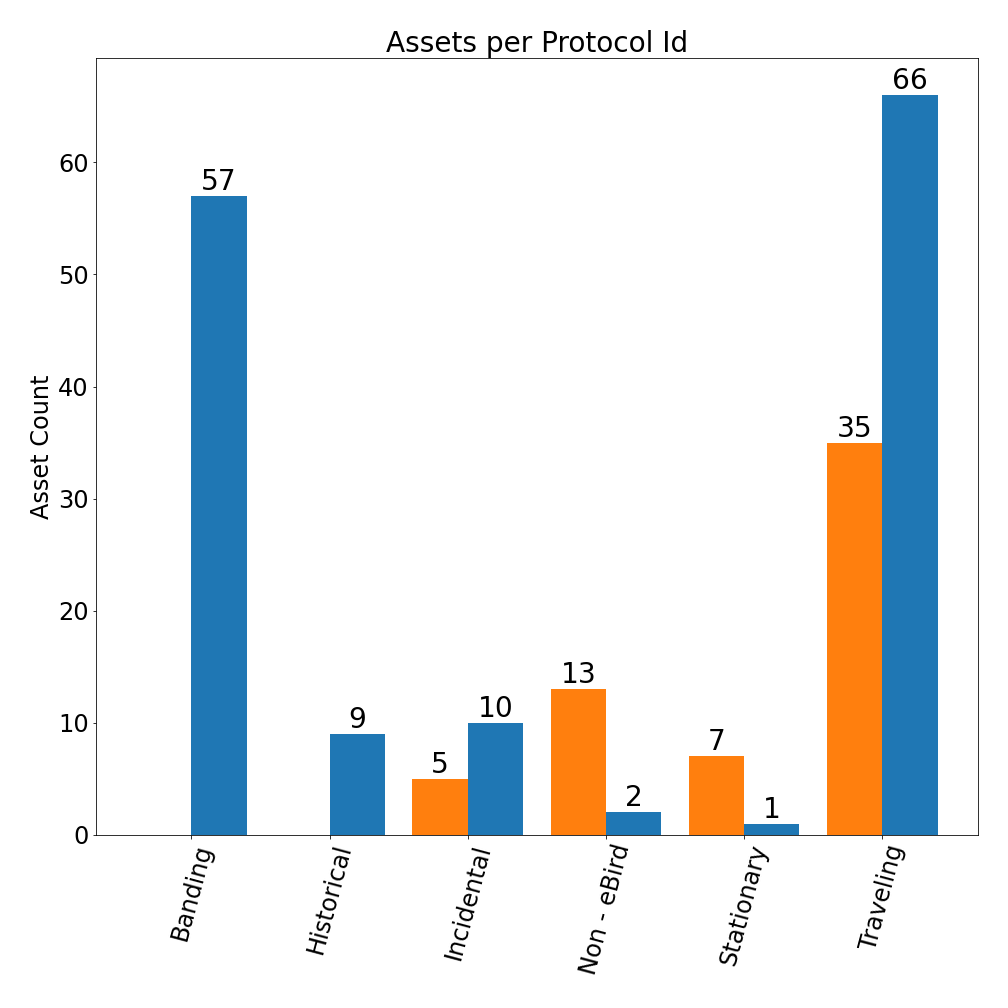 Assets per Protocol Id
Asset Count
60
50
40
30
20
10
0
57
9
5
10
13
2
7
1
35
66
Banding
Historical
Incidental
Non - eBird
Stationary
Traveling